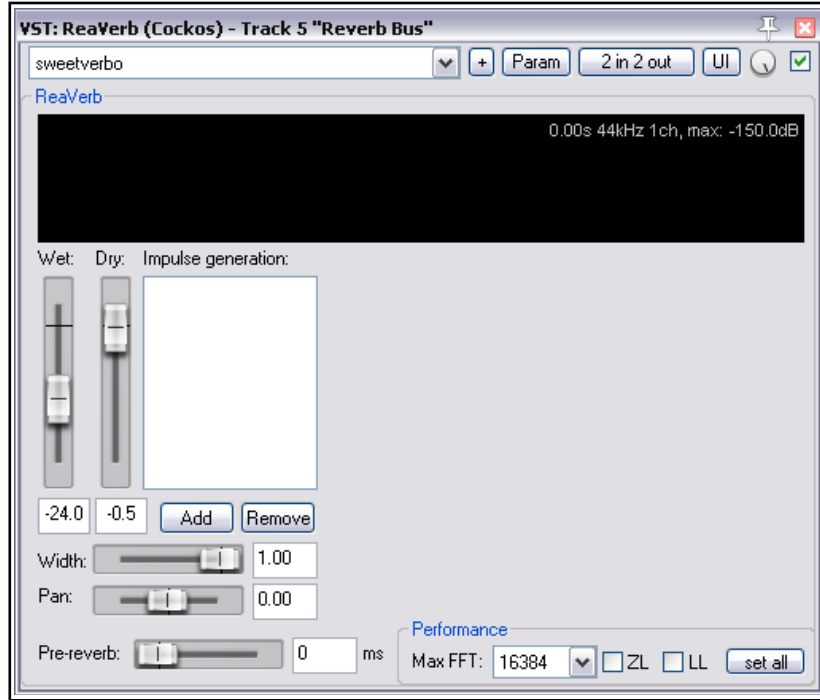 VST: ReaVerb (Cockos) - Track 5 "Reverb Bus"
sweetverbo + Param 2 in 2 out UI
ReaVerb
0.00s 44kHz 1ch, max: -150.0dB
Wet: Dry: Impulse generation:
-24.0 -0.5 Add Remove
Width: 1.00
Pan: 0.00
Performance
Pre-reverb: 0 ms Max FFT: 16384 ZL LL set all